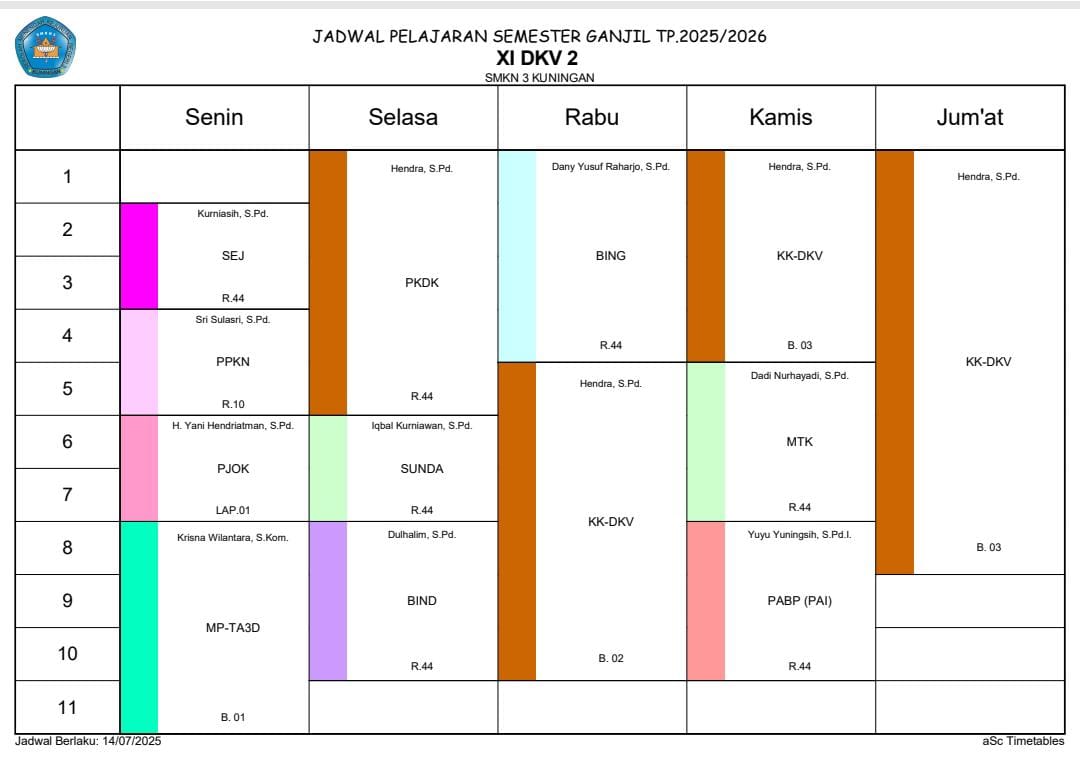 JADWAL PELAJARAN SEMESTER GANJIL TP.2025/2026
XI DKV 2
SMKN 3 KUNINGAN
Senin
Selasa
Rabu
Kamis
Jum'at
1
2
3
4
5
6
7
8
9
10
11
Kurniasih, S.Pd.
SEJ
R.44
Sri Sulasri, S.Pd.
PPKN
R.10
H. Yani Hendriatman, S.Pd.
PJOK
LAP.01
Krisna Wilantara, S.Kom.
MP-TA3D
B. 01
Hendra, S.Pd.
PKDK
R.44
Iqbal Kurniawan, S.Pd.
SUNDA
R.44
Dulhalim, S.Pd.
BIND
R.44
Dany Yusuf Raharjo, S.Pd.
BING
R.44
Hendra, S.Pd.
KK-DKV
B. 02
Hendra, S.Pd.
KK-DKV
B. 03
Dadi Nurhayadi, S.Pd.
MTK
R.44
Yuyu Yuningsih, S.Pd.I.
PABP (PAI)
R.44
Hendra, S.Pd.
KK-DKV
B. 03
Jadwal Berlaku: 14/07/2025
aSc Timetables